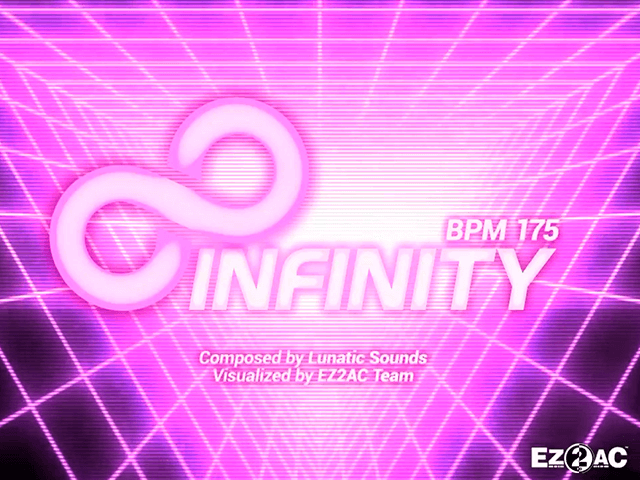 BPM 175
INFINITY
Composed by Lunatic Sounds
Visualized by EZ2AC Team
EZ2AC